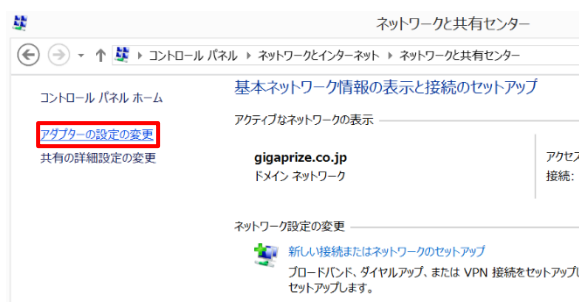 ネットワークと共有センター
コントロール パネル ネットワークとインターネット ネットワークと共有センター
コントロール パネル ホーム
アダプターの設定の変更
共有の詳細設定の変更
基本ネットワーク情報の表示と接続のセットアップ
アクティブなネットワークの表示
gigaprize.co.jp
ドメイン ネットワーク
アクセス
接続:
ネットワーク設定の変更
新しい接続またはネットワークのセットアップ
ブロードバンド、ダイヤルアップ、または VPN 接続をセットアップし
セットアップします。